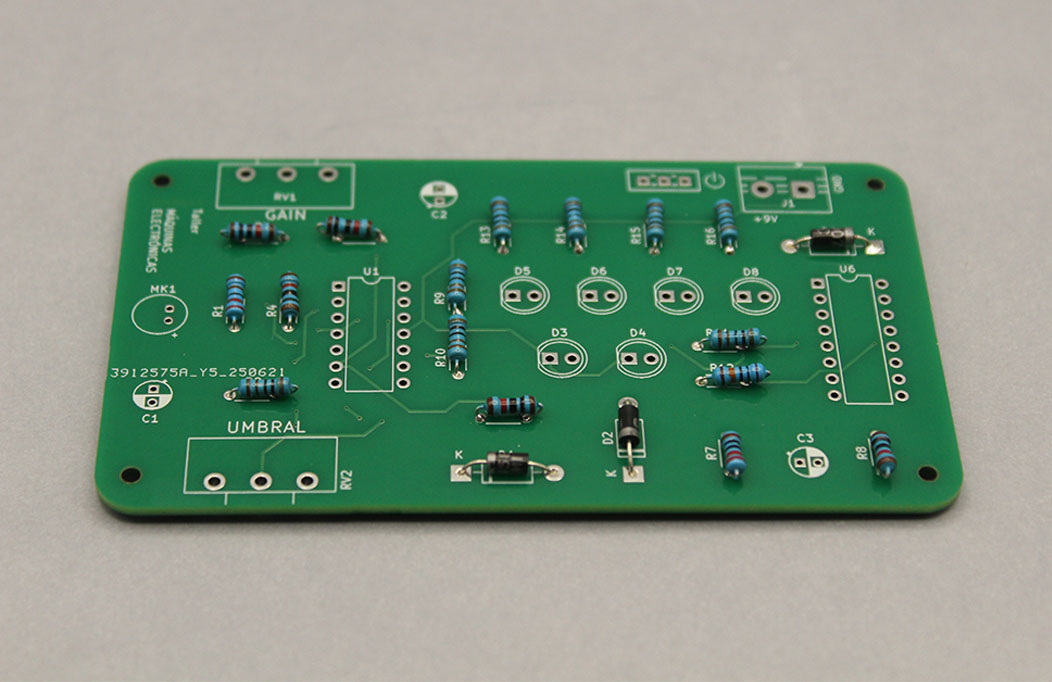 RV1
GAIN
Taller
MÁQUINAS
ELECTRÓNICAS
C2
R13
R14
R15
R16
J1
GND
+9V
K
MK1
+
R1
R4
U1
R9
D5
D6
D7
D8
U6
R10
D3
D4
3912575A_Y5_250621
C1
UMBRAL
RV2
K
D2
K
R7
C3
R8